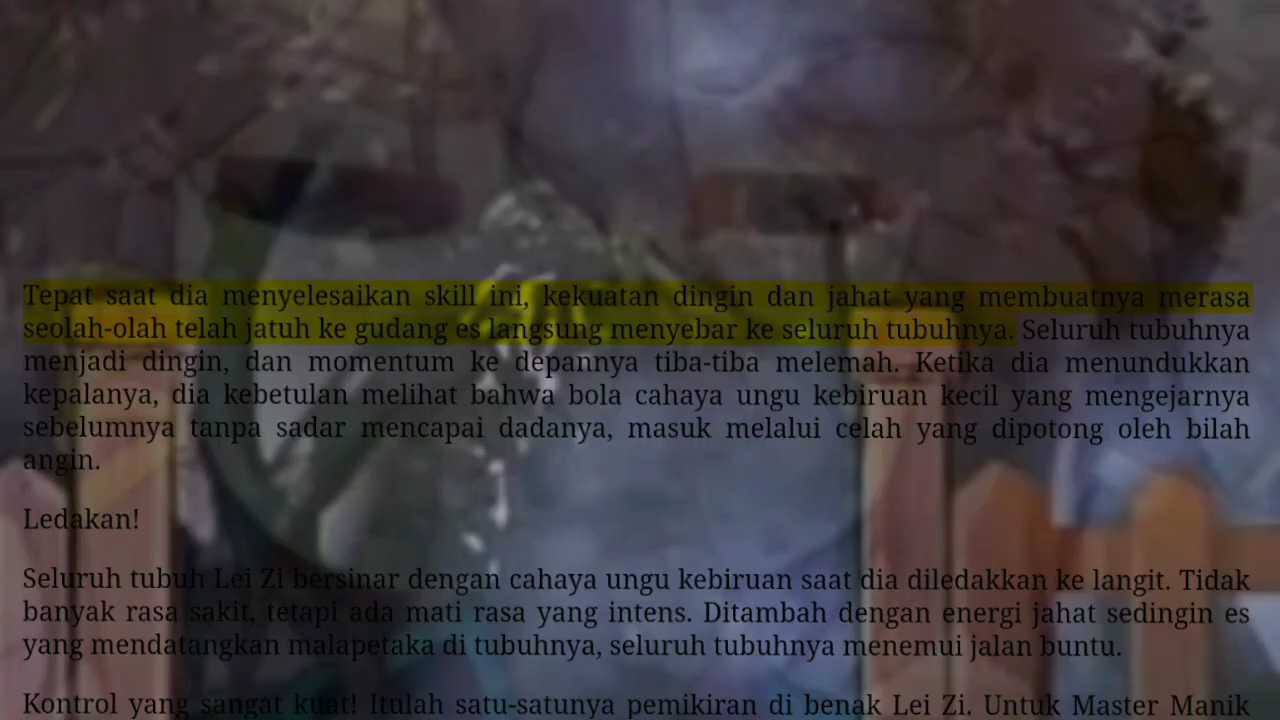 Tepat saat dia menyelesaikan skill ini, kekuatan dingin dan jahat yang membuatnya merasa
seolah-olah telah jatuh ke gudang es langsung menyebar ke seluruh tubuhnya. Seluruh tubuhnya
menjadi dingin, dan momentum ke depannya tiba-tiba melemah. Ketika dia menundukkan
kepalanya, dia kebetulan melihat bahwa bola cahaya ungu kebiruan kecil yang mengejarnya
sebelumnya tanpa sadar mencapai dadanya, masuk melalui celah yang dipotong oleh bilah
angin.
Ledakan!
Seluruh tubuh Lei Zi bersinar dengan cahaya ungu kebiruan saat dia diledakkan ke langit. Tidak
banyak rasa sakit, tetapi ada mati rasa yang intens. Ditambah dengan energi jahat sedingin es
yang mendatangkan malapetaka di tubuhnya, seluruh tubuhnya menemui jalan buntu.
Kontrol yang sangat kuat! Itulah satu-satunya pemikiran di benak Lei Zi. Untuk Master Manik